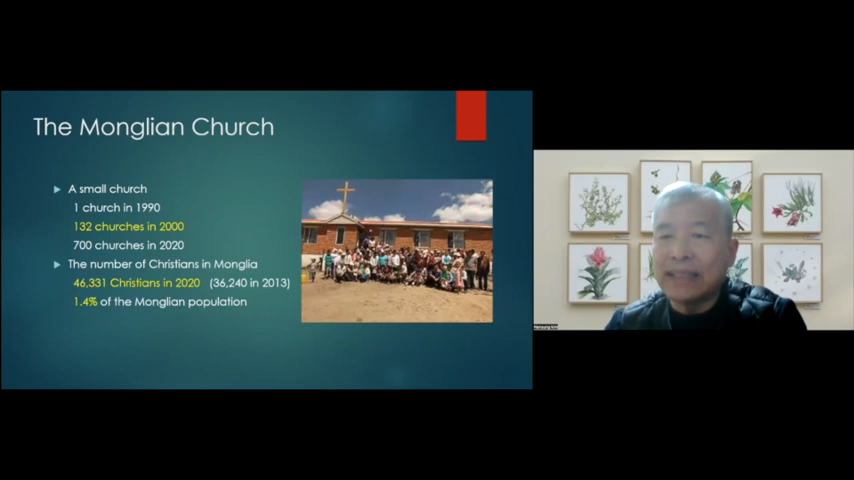 The Monglian Church
A small church
1 church in 1990
132 churches in 2000
700 churches in 2020
The number of Christians in Monglia
46,331 Christians in 2020 (36,240 in 2013)
1.4% of the Monglian population